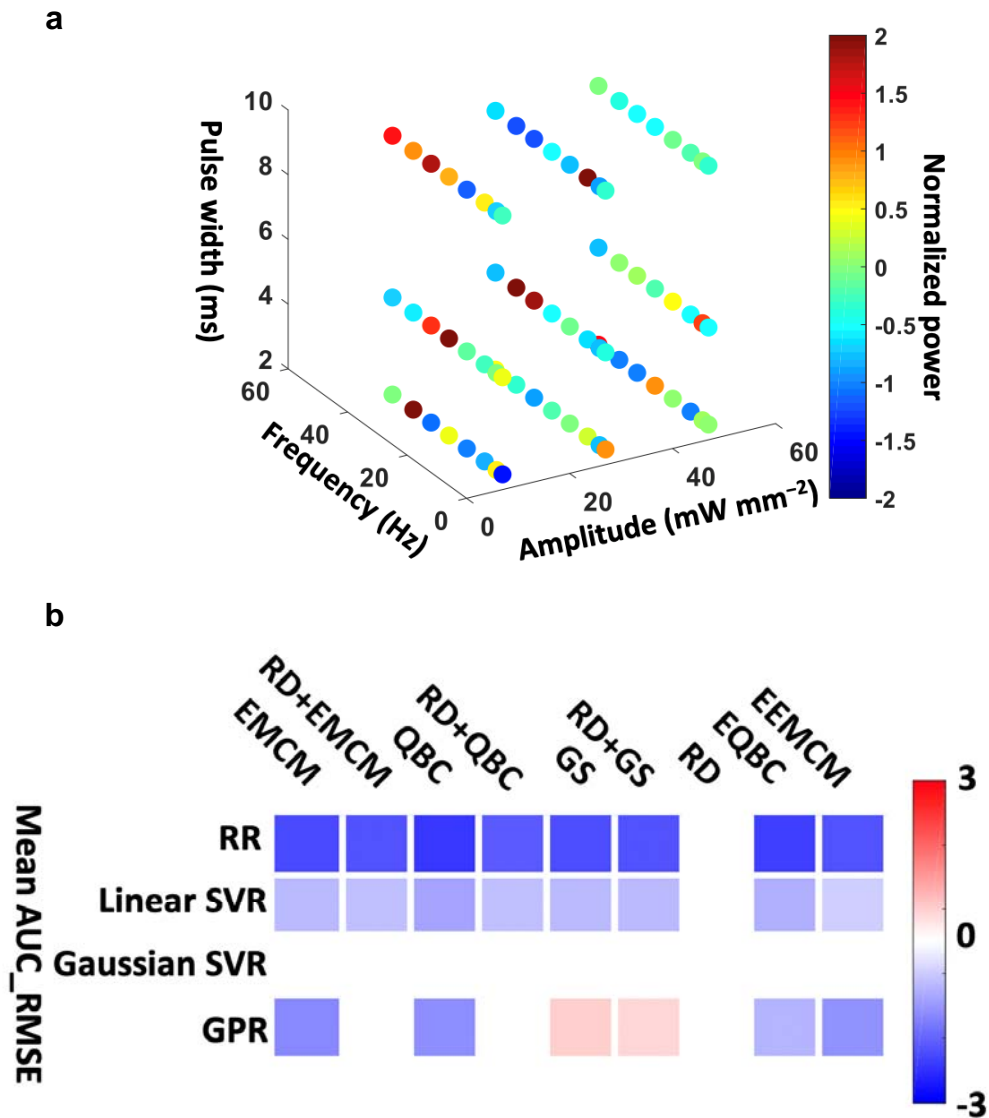 a
10
8
6
4
2
Pulse width (ms)
60
40
20
0
Frequency (Hz)
0
20
40
60
Amplitude (mW mm⁻²)
2
1.5
1
0.5
0
-0.5
-1
-1.5
-2
Normalized power
b
EMCM
RD+EMCM
QBC
RD+QBC
GS
RD+GS
RD
EQBC
EEMCM
Mean AUC_RMSE
RR
Linear SVR
Gaussian SVR
GPR
3
0
-3